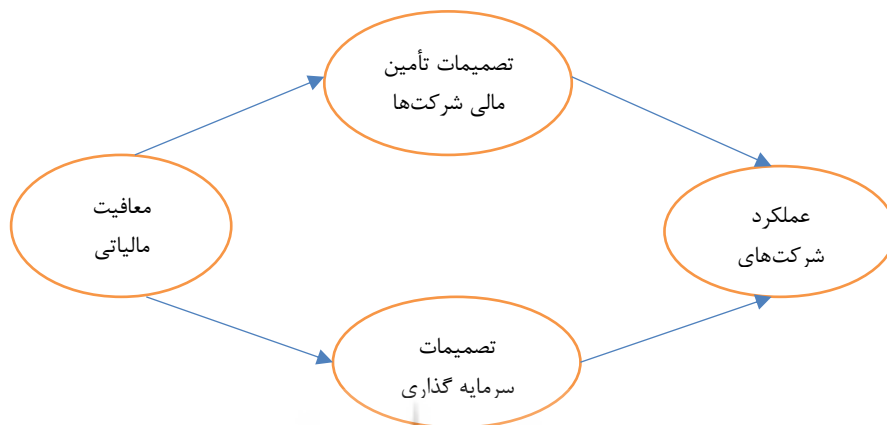 تصمیمات تأمین
مالی شرکت‌ها
معافیت
مالیاتی
عملکرد
شرکت‌های
تصمیمات
سرمایه گذاری